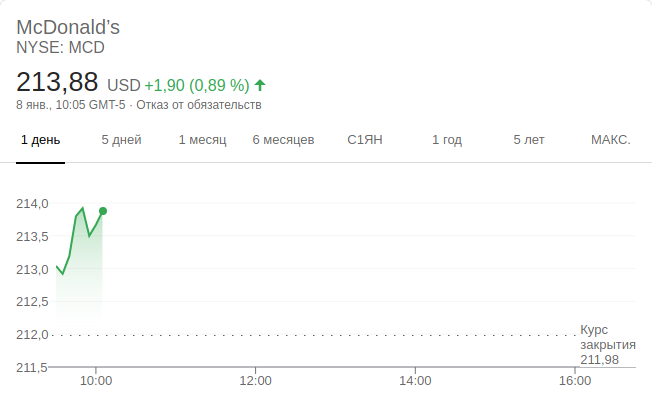 McDonald’s
NYSE: MCD
213,88 USD +1,90 (0,89 %)
8 янв., 10:05 GMT-5 · Отказ от обязательств
1 день 5 дней 1 месяц 6 месяцев С1ЯН 1 год 5 лет МАКС.
214,0
213,5
213,0
212,5
212,0
211,5
Курс
закрытия
211,98
10:00 12:00 14:00 16:00